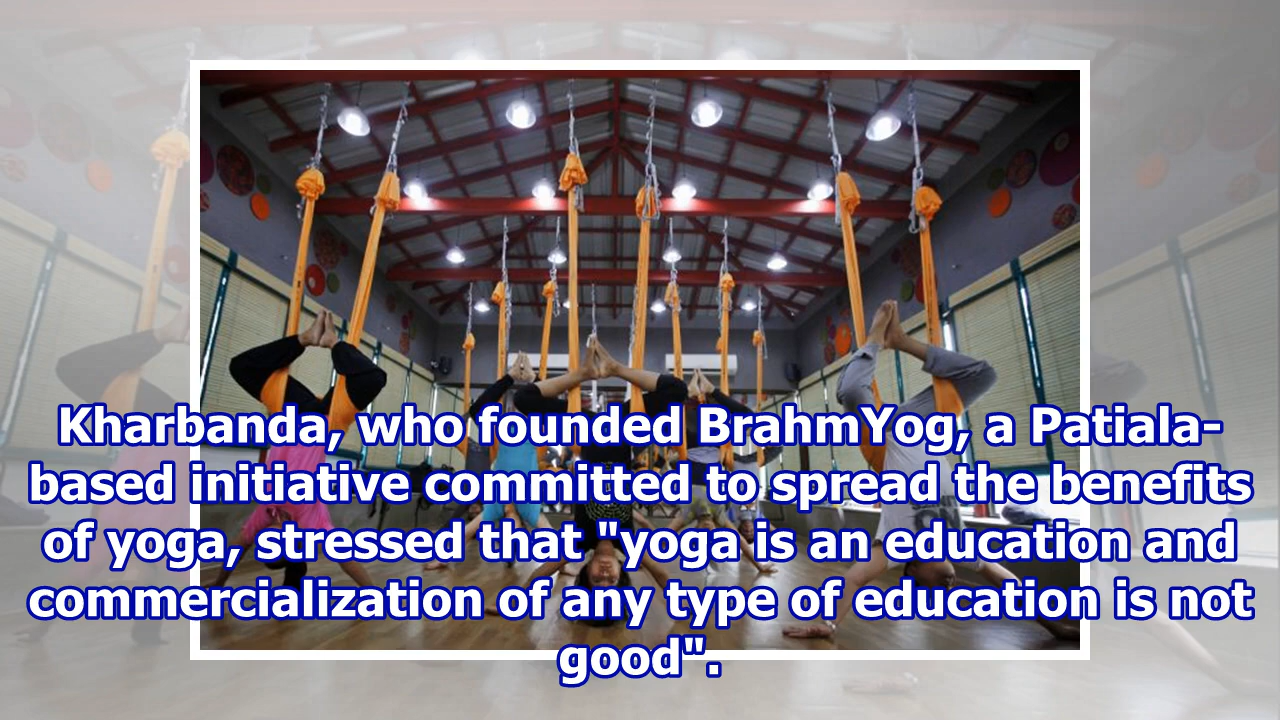 Kharbanda, who founded BrahmYog, a Patiala-
based initiative committed to spread the benefits
of yoga, stressed that "yoga is an education and
commercialization of any type of education is not
good".